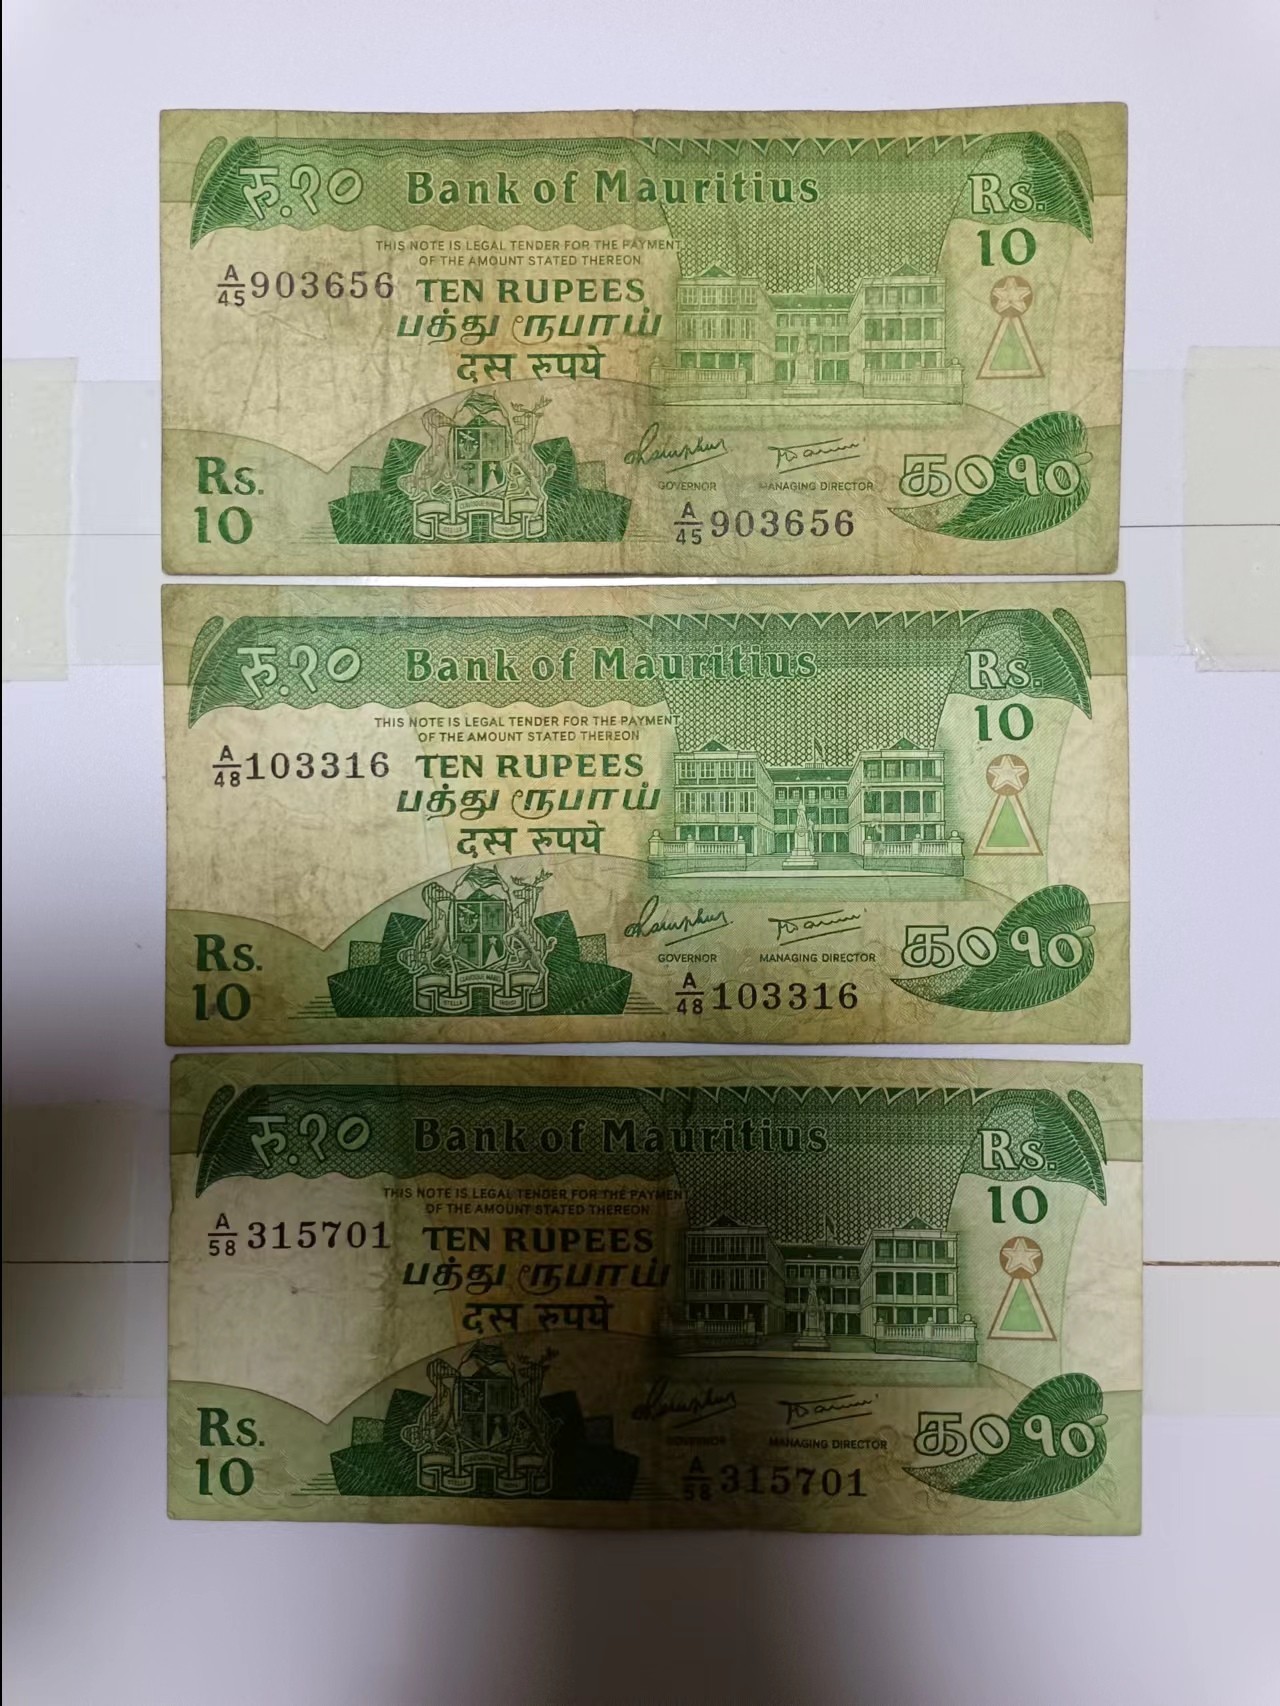 रु.१० Bank of Mauritius Rs.
10
THIS NOTE IS LEGAL TENDER FOR THE PAYMENT
OF THE AMOUNT STATED THEREON
A/45 903656 TEN RUPEES
பத்து ரூபாய்
दस रुपये
Rs.
10
GOVERNOR MANAGING DIRECTOR
A/45 903656
௧௦ १०
रु.१० Bank of Mauritius Rs.
10
THIS NOTE IS LEGAL TENDER FOR THE PAYMENT
OF THE AMOUNT STATED THEREON
A/48 103316 TEN RUPEES
பத்து ரூபாய்
दस रुपये
Rs.
10
GOVERNOR MANAGING DIRECTOR
A/48 103316
௧௦ १०
रु.१० Bank of Mauritius Rs.
10
THIS NOTE IS LEGAL TENDER FOR THE PAYMENT
OF THE AMOUNT STATED THEREON
A/58 315701 TEN RUPEES
பத்து ரூபாய்
दस रुपये
Rs.
10
GOVERNOR MANAGING DIRECTOR
A/58 315701
௧௦ १०